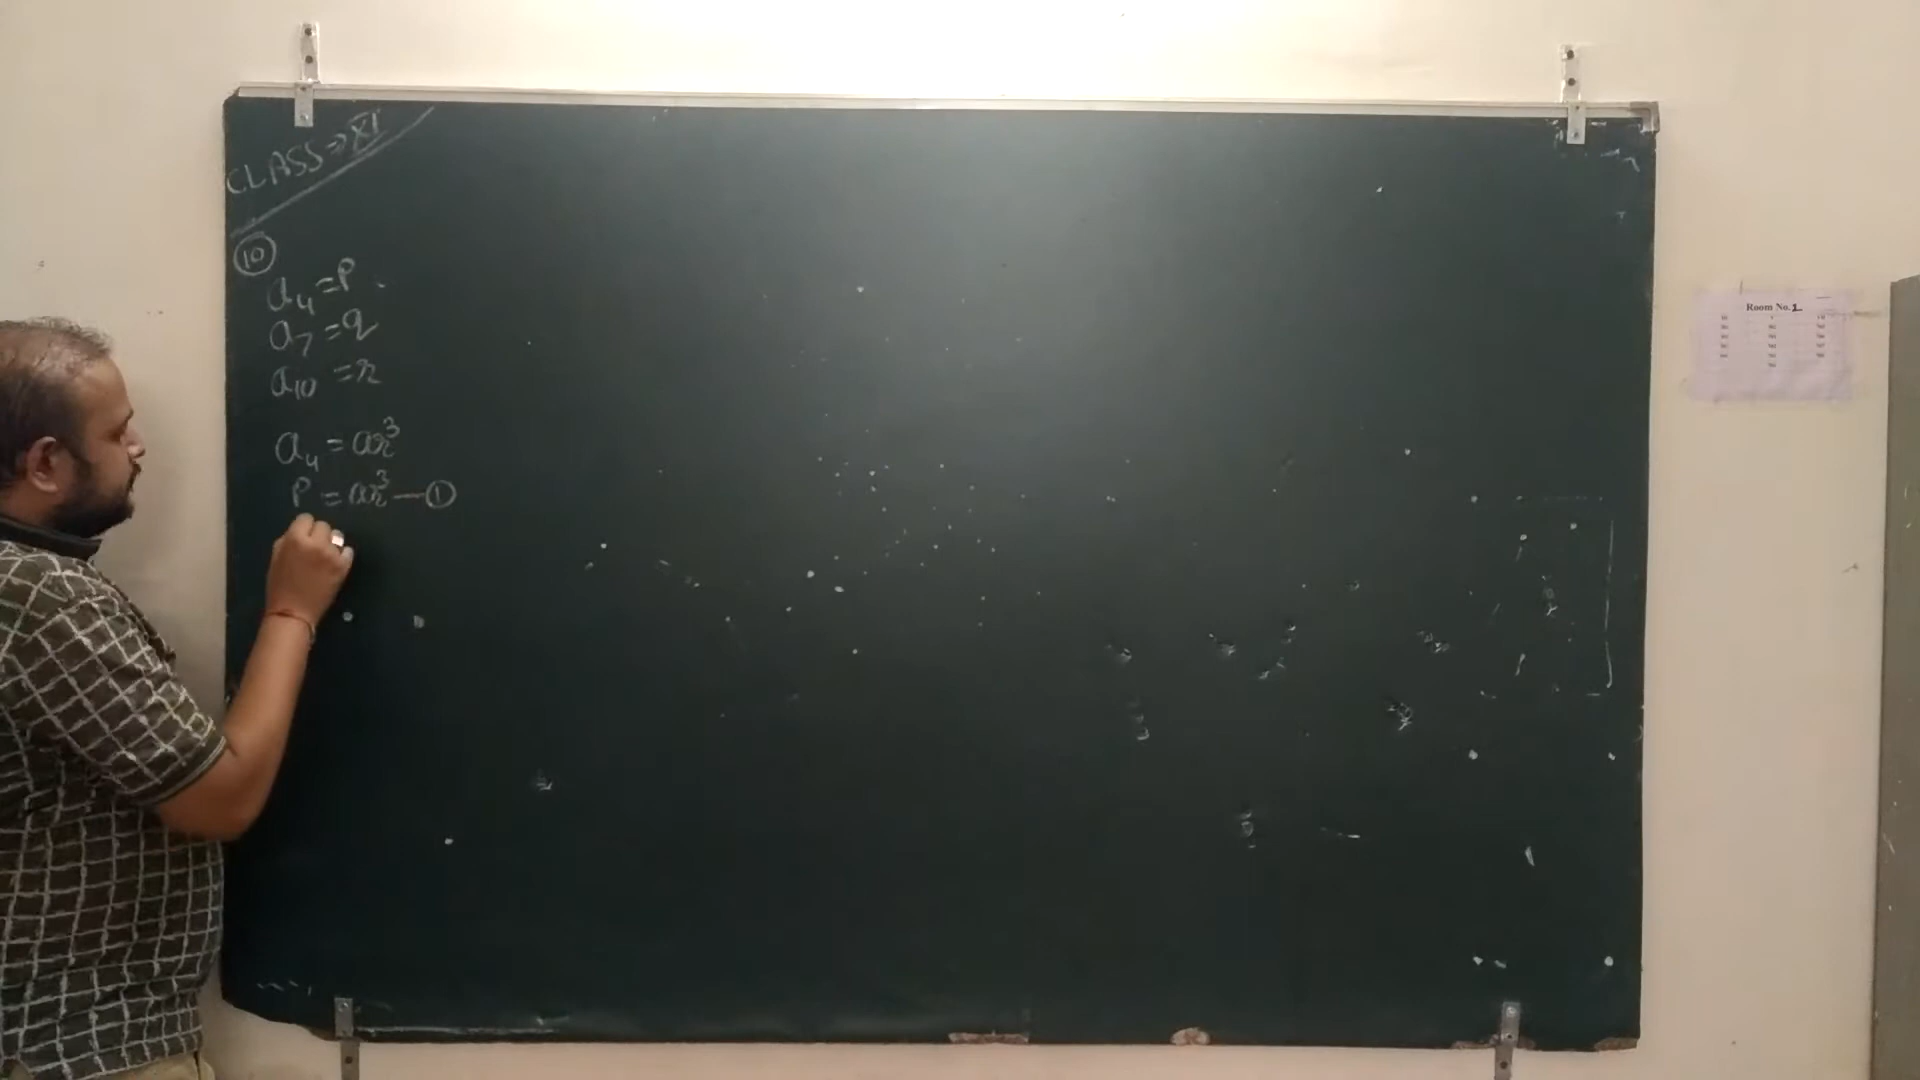 CLASS⇒XI
10
a₄ = P
a₇ = q
a₁₀ = r
a₄ = ar³
P = ar³ — ①
Room No. 1